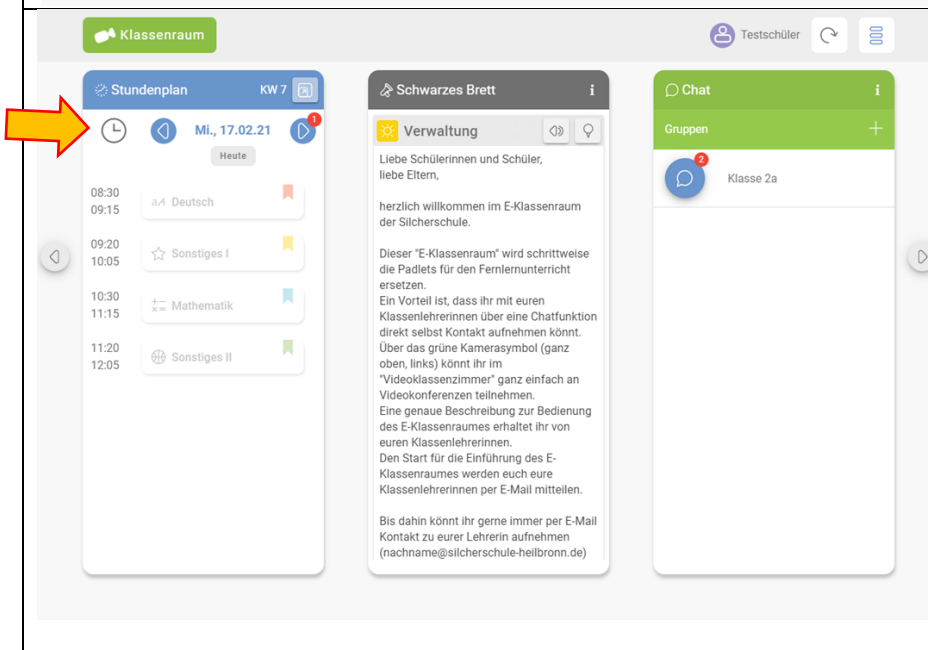 Klassenraum
Testschüler
Stundenplan KW 7
Mi., 17.02.21
1
Heute
08:30
09:15
Deutsch
09:20
10:05
Sonstiges I
10:30
11:15
Mathematik
11:20
12:05
Sonstiges II
Schwarzes Brett i
Verwaltung
Liebe Schülerinnen und Schüler,
liebe Eltern,
herzlich willkommen im E-Klassenraum
der Silcherschule.
Dieser "E-Klassenraum" wird schrittweise
die Padlets für den Fernlernunterricht
ersetzen.
Ein Vorteil ist, dass ihr mit euren
Klassenlehrerinnen über eine Chatfunktion
direkt selbst Kontakt aufnehmen könnt.
Über das grüne Kamerasymbol (ganz
oben, links) könnt ihr im
"Videoklassenzimmer" ganz einfach an
Videokonferenzen teilnehmen.
Eine genaue Beschreibung zur Bedienung
des E-Klassenraumes erhaltet ihr von
euren Klassenlehrerinnen.
Den Start für die Einführung des E-
Klassenraumes werden euch eure
Klassenlehrerinnen per E-Mail mitteilen.
Bis dahin könnt ihr gerne immer per E-Mail
Kontakt zu eurer Lehrerin aufnehmen
(nachname@silcherschule-heilbronn.de)
Chat i
Gruppen +
2
Klasse 2a